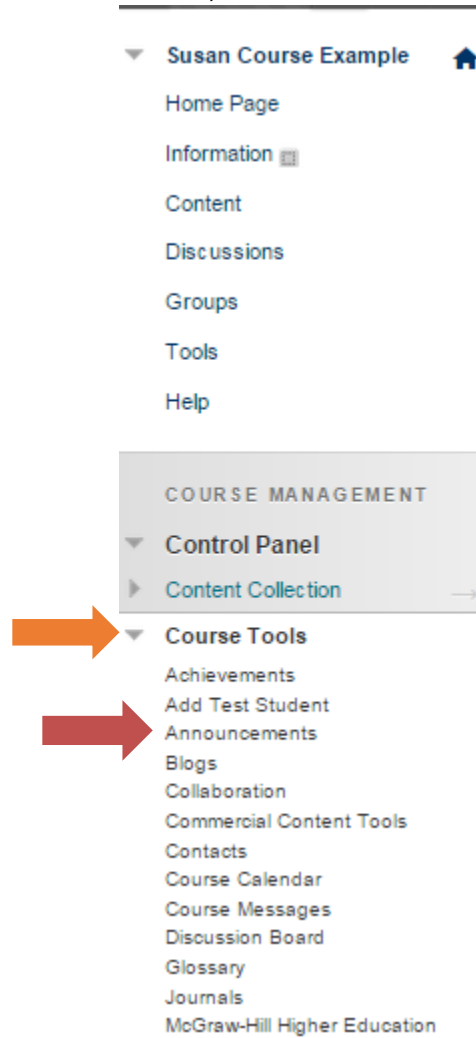 Susan Course Example
Home Page
Information
Content
Discussions
Groups
Tools
Help
COURSE MANAGEMENT
Control Panel
Content Collection
Course Tools
Achievements
Add Test Student
Announcements
Blogs
Collaboration
Commercial Content Tools
Contacts
Course Calendar
Course Messages
Discussion Board
Glossary
Journals
McGraw-Hill Higher Education